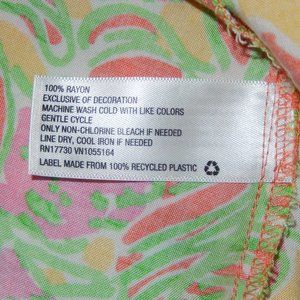 100% RAYON
EXCLUSIVE OF DECORATION
MACHINE WASH COLD WITH LIKE COLORS
GENTLE CYCLE
ONLY NON-CHLORINE BLEACH IF NEEDED
LINE DRY, COOL IRON IF NEEDED
RN17730 VN1055164
LABEL MADE FROM 100% RECYCLED PLASTIC